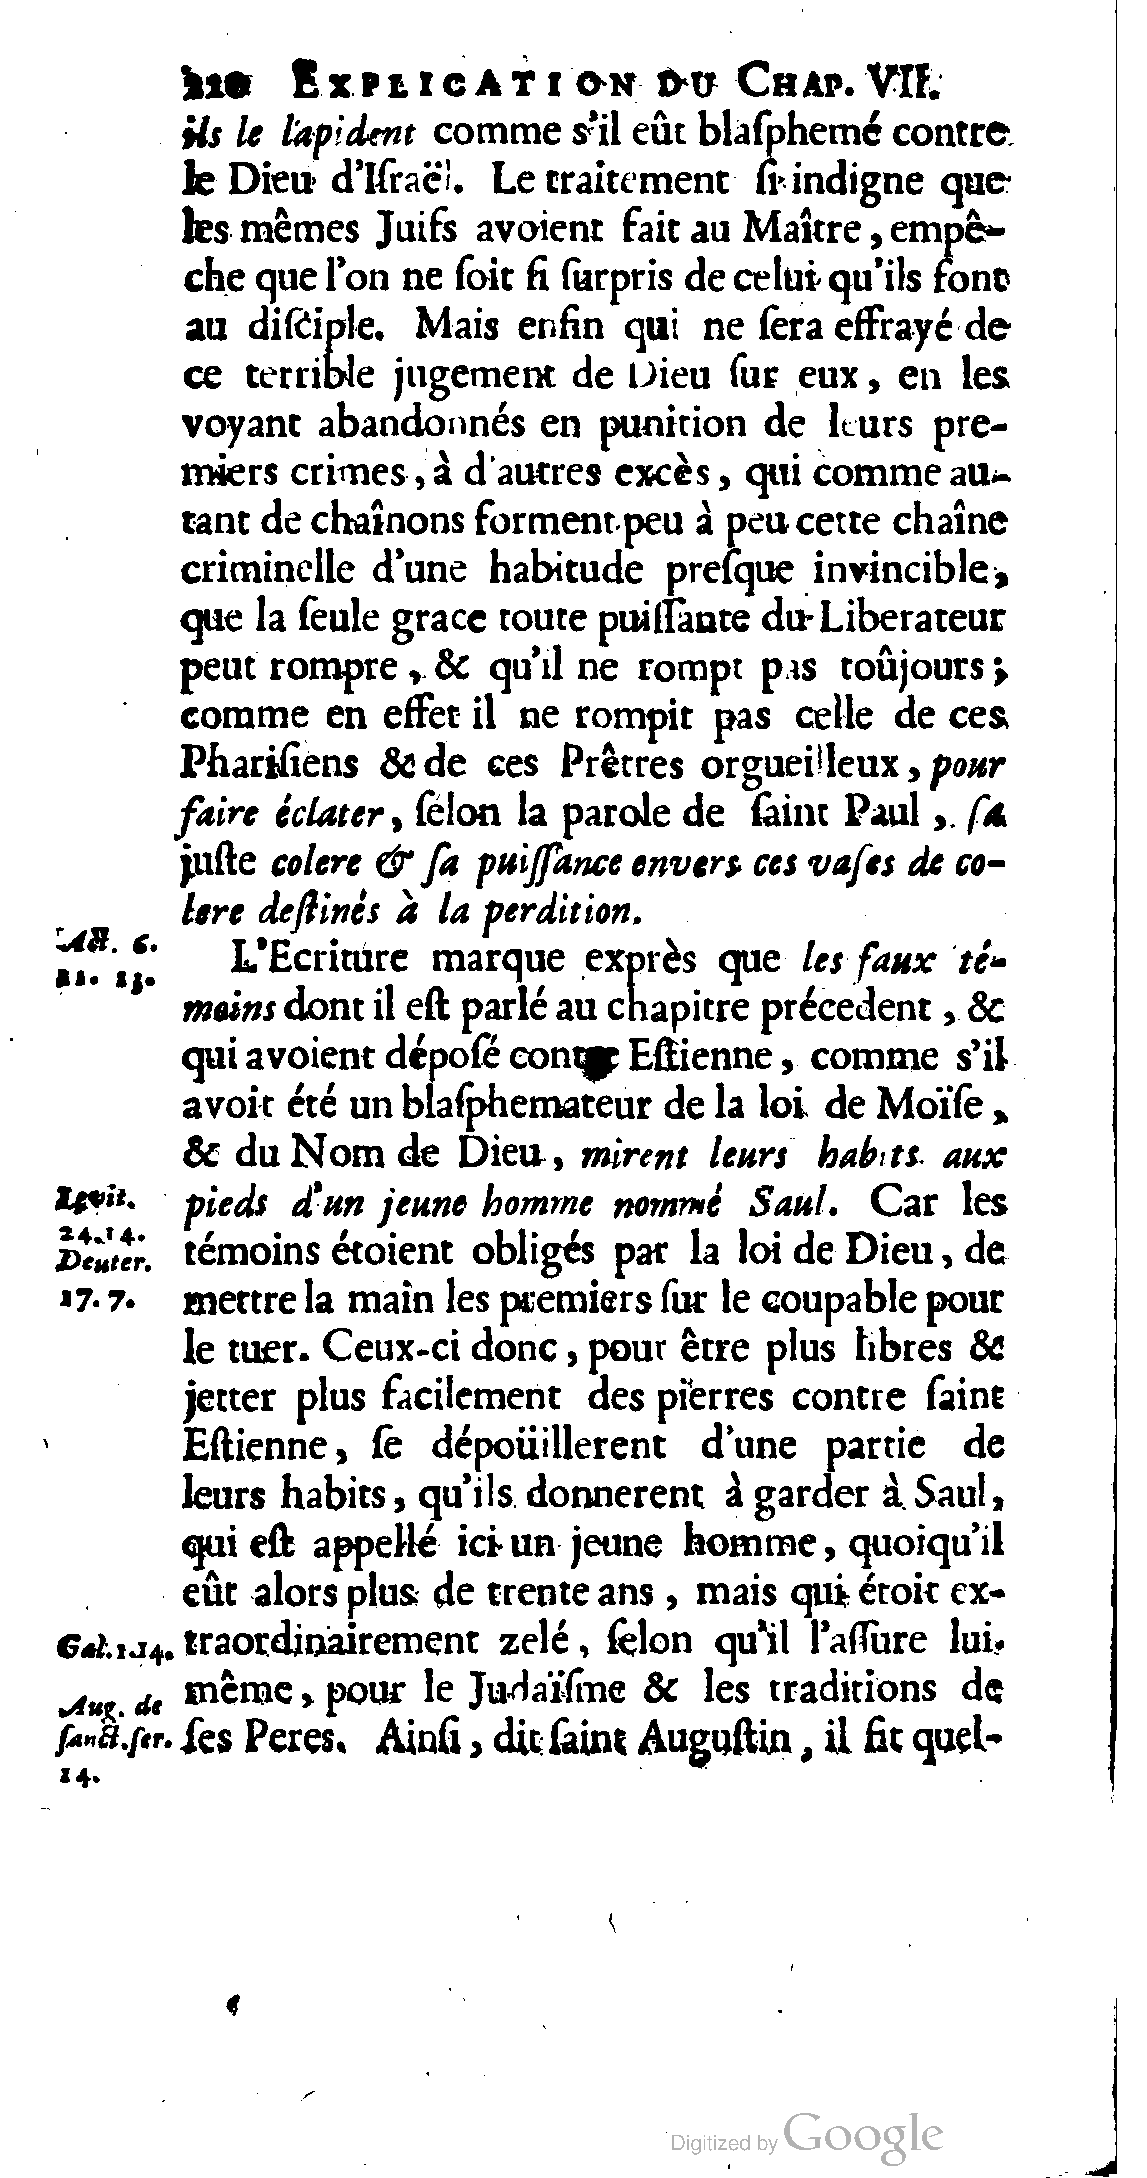 EXPLICATION DU CHAP. VII.
ils le lapident comme s'il eût blaſphemé contre
le Dieu d'Iſraël. Le traitement ſi indigne que
les mêmes Juifs avoient fait au Maître, empê-
che que l'on ne ſoit ſi ſurpris de celui qu'ils font
au diſciple. Mais enfin qui ne ſera effrayé de
ce terrible jugement de Dieu ſur eux, en les
voyant abandonnés en punition de leurs pre-
miers crimes, à d'autres excès, qui comme au-
tant de chaînons forment peu à peu cette chaîne
criminelle d'une habitude preſque invincible,
que la ſeule grace toute puiſſante du Liberateur
peut rompre, & qu'il ne rompt pas toûjours;
comme en effet il ne rompit pas celle de ces
Phariſiens & de ces Prêtres orgueilleux, pour
faire éclater, ſelon la parole de ſaint Paul, ſa
juſte colere & ſa puiſſance envers ces vaſes de co-
lere deſtinés à la perdition.
Act. 6.
11. 13.
L'Ecriture marque exprès que les faux té-
moins dont il eſt parlé au chapitre précedent, &
qui avoient dépoſé contre Eſtienne, comme s'il
avoit été un blaſphemateur de la loi de Moïſe,
& du Nom de Dieu, mirent leurs habits aux
Levit.
24.14.
Deuter.
17. 7.
pieds d'un jeune homme nommé Saul. Car les
témoins étoient obligés par la loi de Dieu, de
mettre la main les premiers ſur le coupable pour
le tuer. Ceux-ci donc, pour être plus libres &
jetter plus facilement des pierres contre ſaint
Eſtienne, ſe dépoüillerent d'une partie de
leurs habits, qu'ils donnerent à garder à Saul,
qui eſt appellé ici un jeune homme, quoiqu'il
eût alors plus de trente ans, mais qui étoit ex-
Gal. 1.14.
traordinairement zelé, ſelon qu'il l'aſſure lui-
Aug. de
ſanct. ſer.
14.
même, pour le Judaïſme & les traditions de
ſes Peres. Ainſi, dit ſaint Auguſtin, il fit quel-
Digitized by Google